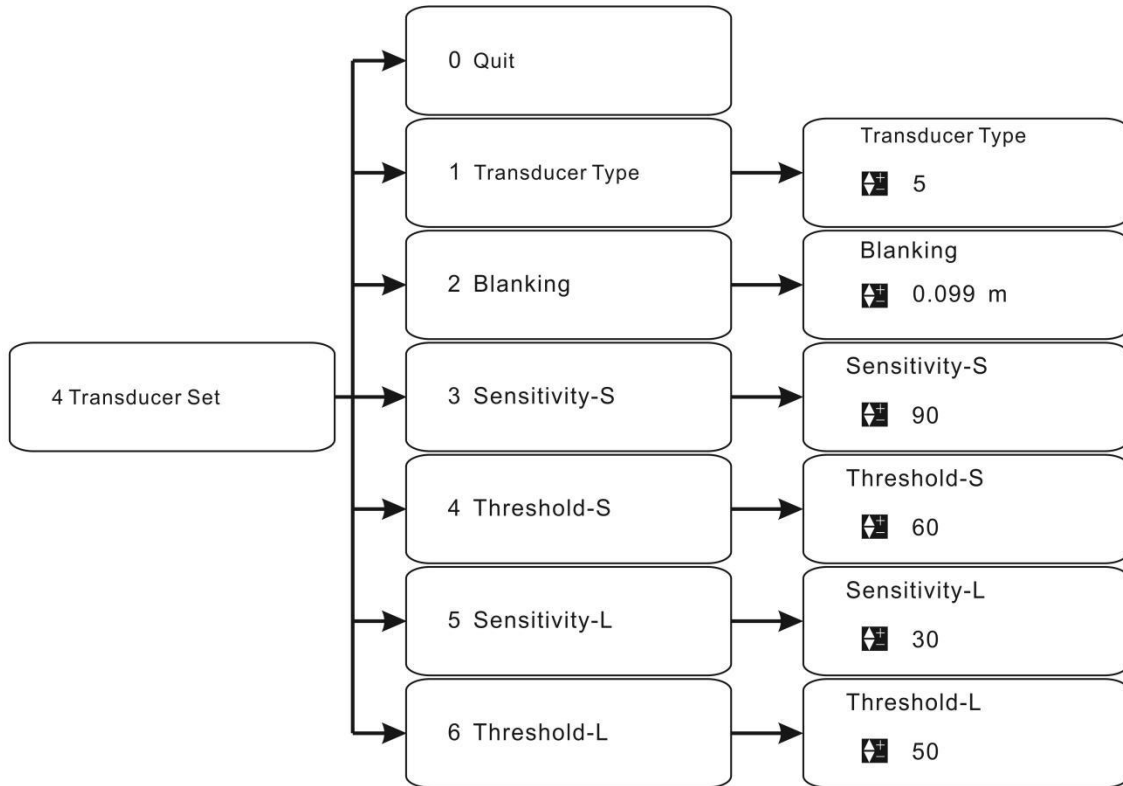 0 Quit
1 Transducer Type
Transducer Type
5
2 Blanking
Blanking
0.099 m
4 Transducer Set
3 Sensitivity-S
Sensitivity-S
90
4 Threshold-S
Threshold-S
60
5 Sensitivity-L
Sensitivity-L
30
6 Threshold-L
Threshold-L
50